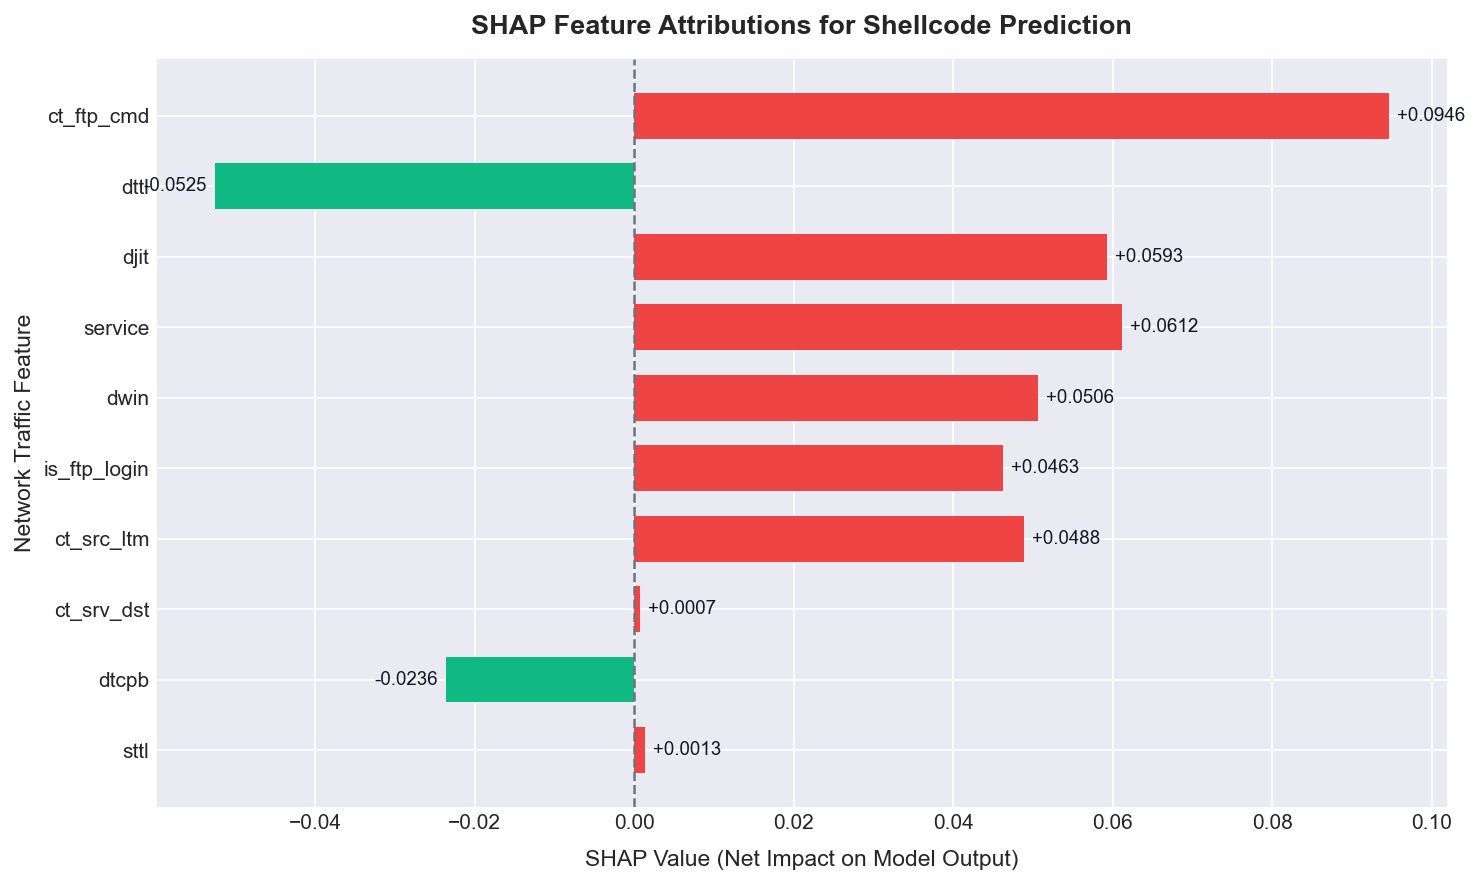 SHAP Feature Attributions for Shellcode Prediction
Network Traffic Feature
ct_ftp_cmd +0.0946
dttl -0.0525
djit +0.0593
service +0.0612
dwin +0.0506
is_ftp_login +0.0463
ct_src_ltm +0.0488
ct_srv_dst +0.0007
dtcpb -0.0236
sttl +0.0013
−0.04 −0.02 0.00 0.02 0.04 0.06 0.08 0.10
SHAP Value (Net Impact on Model Output)